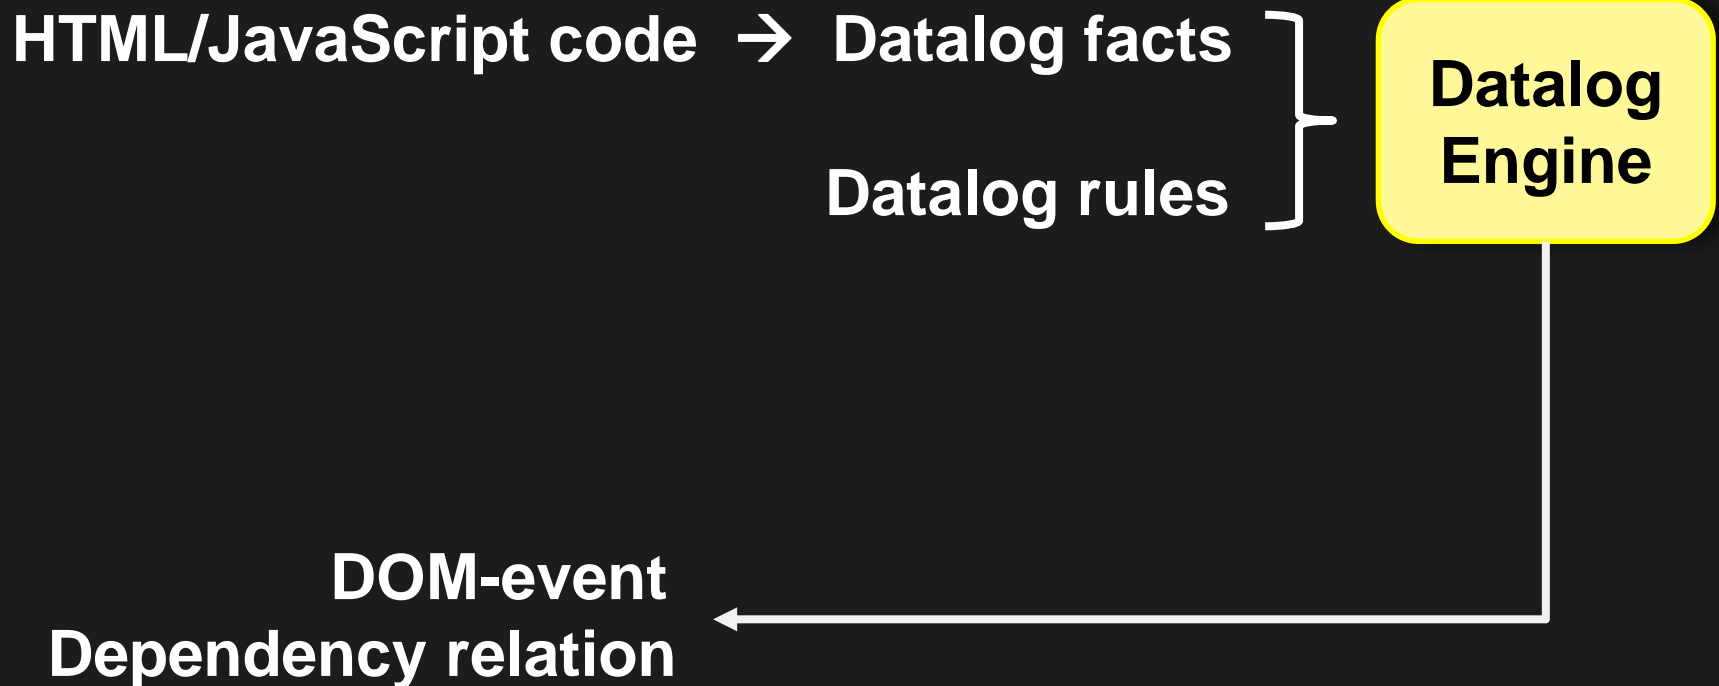 HTML/JavaScript code → Datalog facts
Datalog rules
Datalog
Engine
DOM-event
Dependency relation